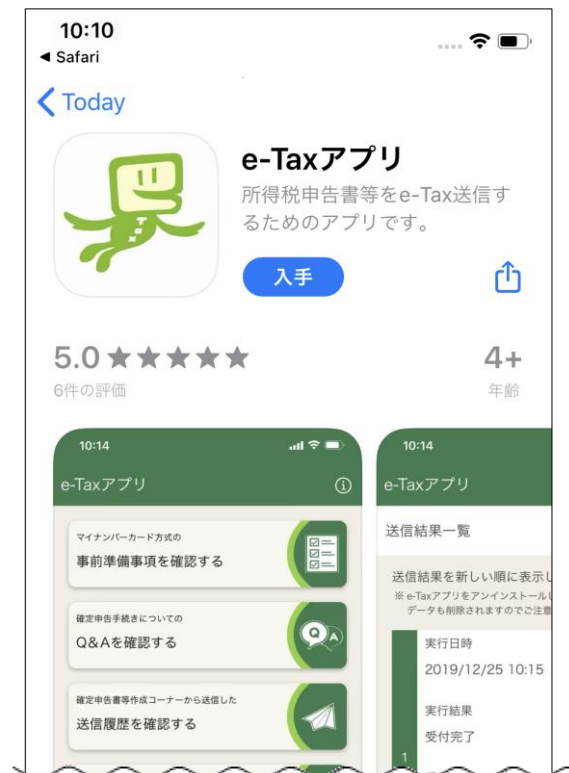 10:10
◀ Safari
Today
e-Taxアプリ
所得税申告書等をe-Tax送信す
るためのアプリです。
入手
5.0★★★★★
6件の評価
4+
年齢
10:14
e-Taxアプリ
マイナンバーカード方式の
事前準備事項を確認する
確定申告手続きについての
Q&Aを確認する
Q A
確定申告書等作成コーナーから送信した
送信履歴を確認する
10:14
e-Taxアプリ
送信結果一覧
送信結果を新しい順に表示し
※ e-Taxアプリをアンインストールし
データも削除されますのでご注意
実行日時
2019/12/25 10:15
実行結果
受付完了
1